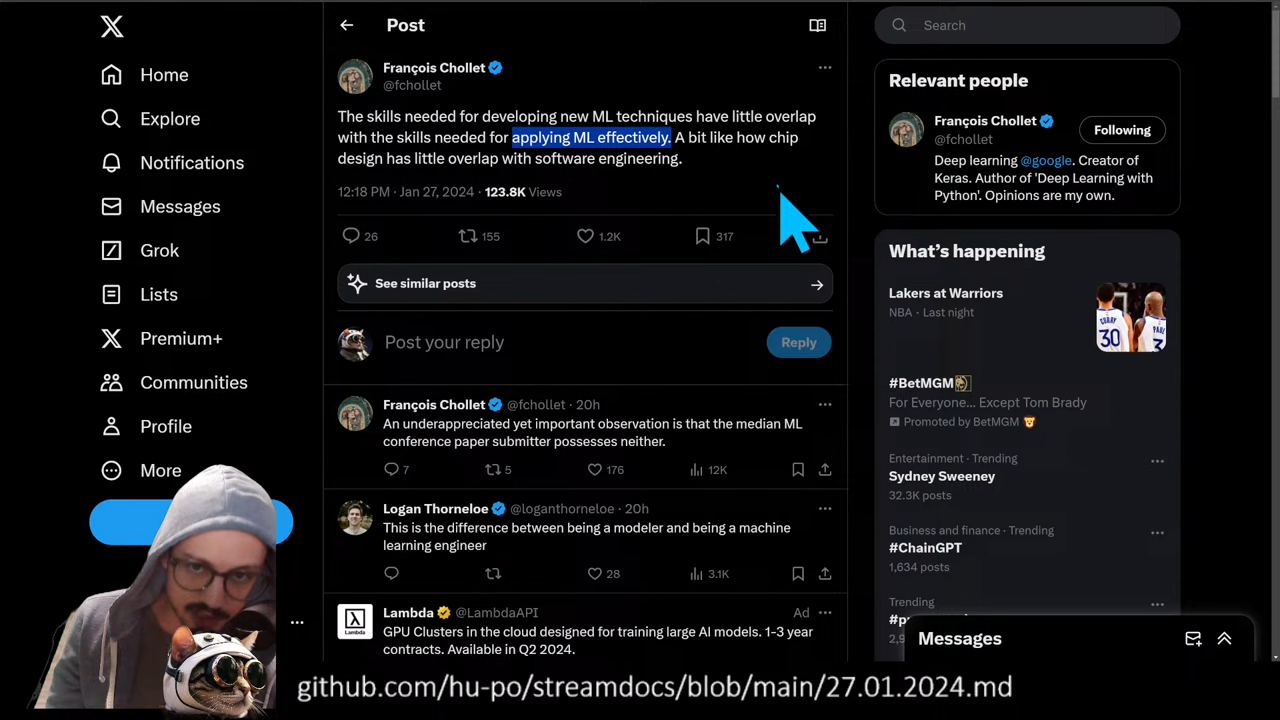 Home
Explore
Notifications
Messages
Grok
Lists
Premium+
Communities
Profile
More
Post
François Chollet
@fchollet
The skills needed for developing new ML techniques have little overlap
with the skills needed for applying ML effectively. A bit like how chip
design has little overlap with software engineering.
12:18 PM · Jan 27, 2024 · 123.8K Views
26 155 1.2K 317
See similar posts
Post your reply
Reply
François Chollet @fchollet · 20h
An underappreciated yet important observation is that the median ML
conference paper submitter possesses neither.
7 5 176 12K
Logan Thorneloe @loganthorneloe · 20h
This is the difference between being a modeler and being a machine
learning engineer
28 3.1K
Lambda @LambdaAPI Ad
Lambda
GPU Clusters in the cloud designed for training large AI models. 1-3 year
contracts. Available in Q2 2024.
Search
Relevant people
François Chollet
@fchollet
Following
Deep learning @google. Creator of
Keras. Author of 'Deep Learning with
Python'. Opinions are my own.
What's happening
Lakers at Warriors
NBA · Last night
CURRY
30
PAUL
3
#BetMGM
For Everyone... Except Tom Brady
Promoted by BetMGM
Entertainment · Trending
Sydney Sweeney
32.3K posts
Business and finance · Trending
#ChainGPT
1,634 posts
Trending
Messages
github.com/hu-po/streamdocs/blob/main/27.01.2024.md